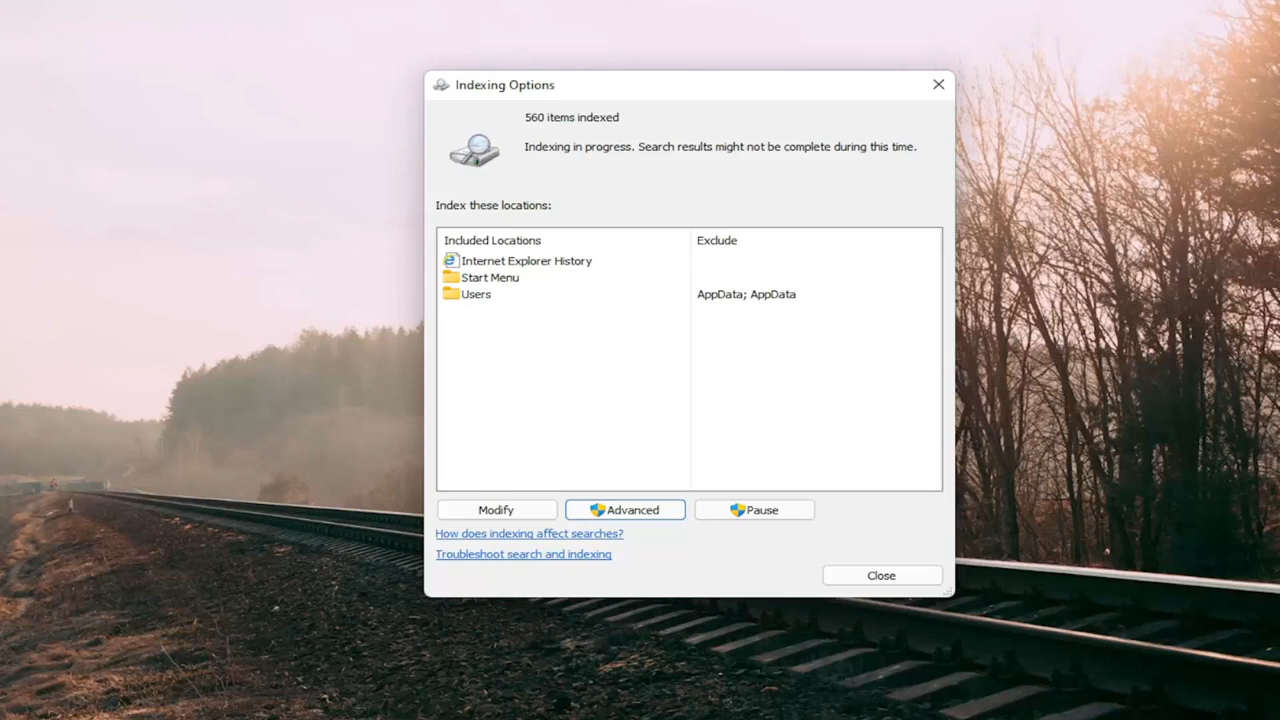 Indexing Options
560 items indexed
Indexing in progress. Search results might not be complete during this time.
Index these locations:
Included Locations Exclude
Internet Explorer History
Start Menu
Users AppData; AppData
Modify Advanced Pause
How does indexing affect searches?
Troubleshoot search and indexing
Close